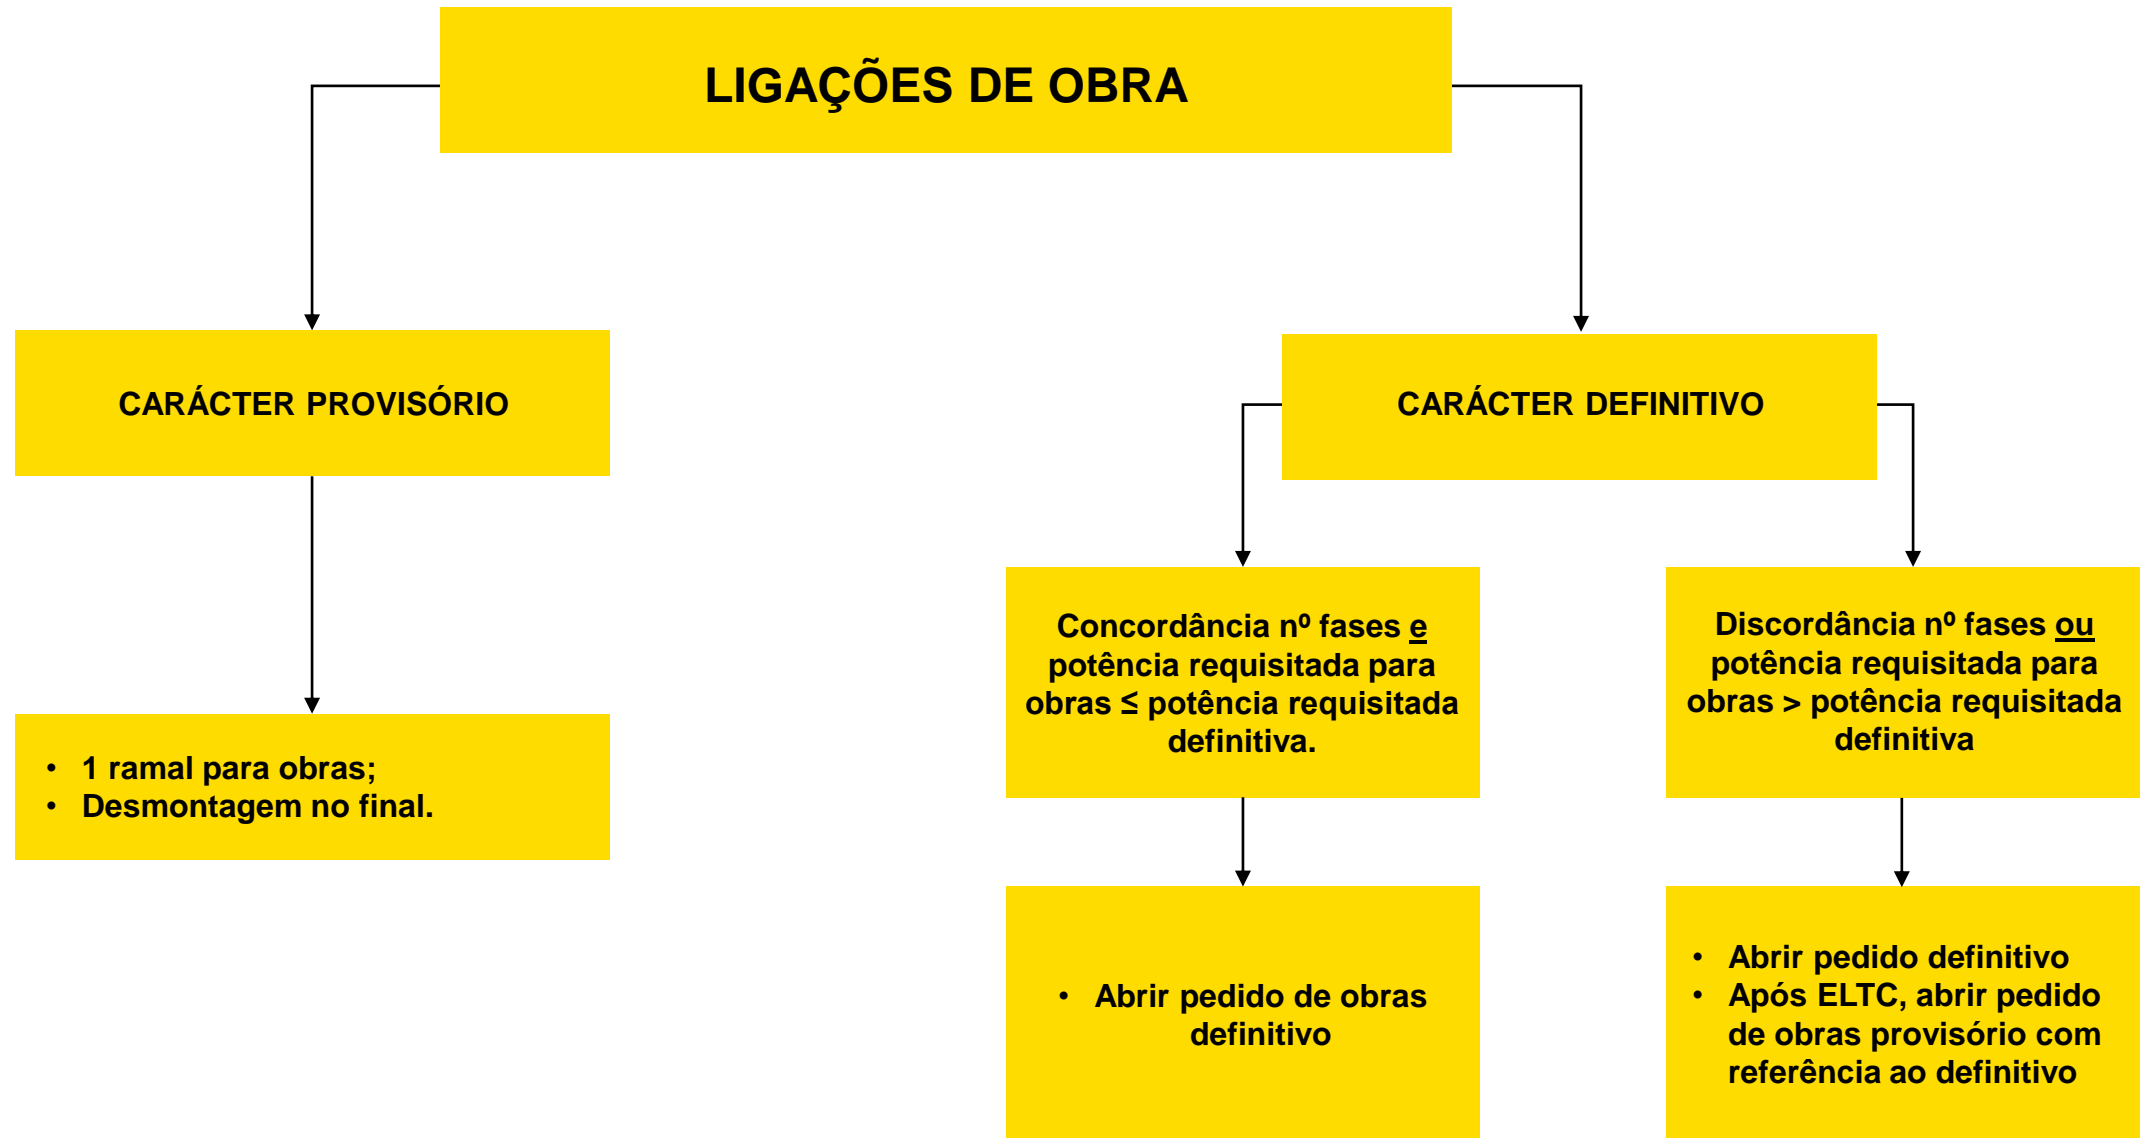 LIGAÇÕES DE OBRA
CARÁCTER PROVISÓRIO
CARÁCTER DEFINITIVO
• 1 ramal para obras;
• Desmontagem no final.
Concordância nº fases e
potência requisitada para
obras ≤ potência requisitada
definitiva.
Discordância nº fases ou
potência requisitada para
obras > potência requisitada
definitiva
• Abrir pedido de obras
definitivo
• Abrir pedido definitivo
• Após ELTC, abrir pedido
de obras provisório com
referência ao definitivo